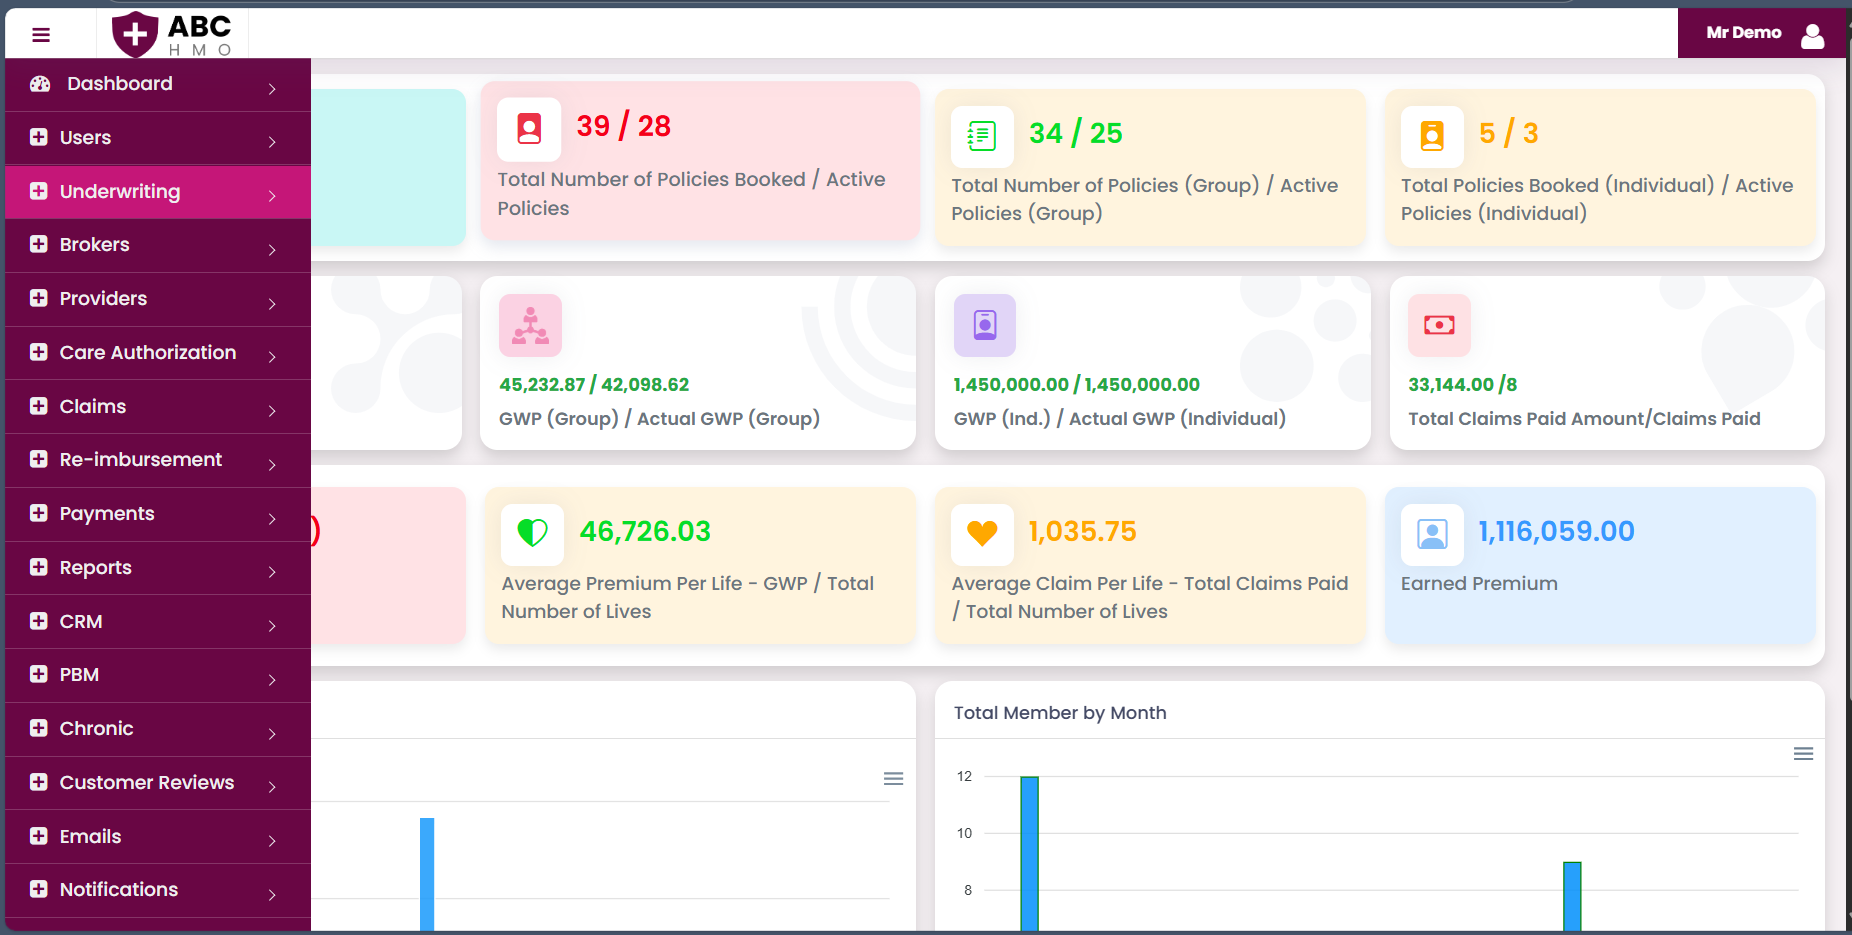 ABC
HMO
Mr Demo
Dashboard
Users
Underwriting
Brokers
Providers
Care Authorization
Claims
Re-imbursement
Payments
Reports
CRM
PBM
Chronic
Customer Reviews
Emails
Notifications
39 / 28
Total Number of Policies Booked / Active
Policies
34 / 25
Total Number of Policies (Group) / Active
Policies (Group)
5 / 3
Total Policies Booked (Individual) / Active
Policies (Individual)
45,232.87 / 42,098.62
GWP (Group) / Actual GWP (Group)
1,450,000.00 / 1,450,000.00
GWP (Ind.) / Actual GWP (Individual)
33,144.00 /8
Total Claims Paid Amount/Claims Paid
)
46,726.03
Average Premium Per Life - GWP / Total
Number of Lives
1,035.75
Average Claim Per Life - Total Claims Paid
/ Total Number of Lives
1,116,059.00
Earned Premium
Total Member by Month
12
10
8